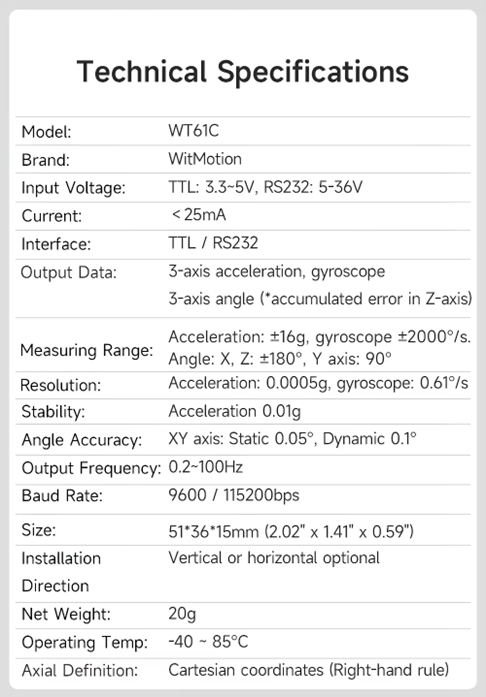 Technical Specifications
Model: WT61C
Brand: WitMotion
Input Voltage: TTL: 3.3~5V, RS232: 5-36V
Current: <25mA
Interface: TTL / RS232
Output Data: 3-axis acceleration, gyroscope
3-axis angle (*accumulated error in Z-axis)
Measuring Range: Acceleration: ±16g, gyroscope ±2000°/s.
Angle: X, Z: ±180°, Y axis: 90°
Resolution: Acceleration: 0.0005g, gyroscope: 0.61°/s
Stability: Acceleration 0.01g
Angle Accuracy: XY axis: Static 0.05°, Dynamic 0.1°
Output Frequency: 0.2~100Hz
Baud Rate: 9600 / 115200bps
Size: 51*36*15mm (2.02" x 1.41" x 0.59")
Installation Vertical or horizontal optional
Direction
Net Weight: 20g
Operating Temp: -40 ~ 85°C
Axial Definition: Cartesian coordinates (Right-hand rule)